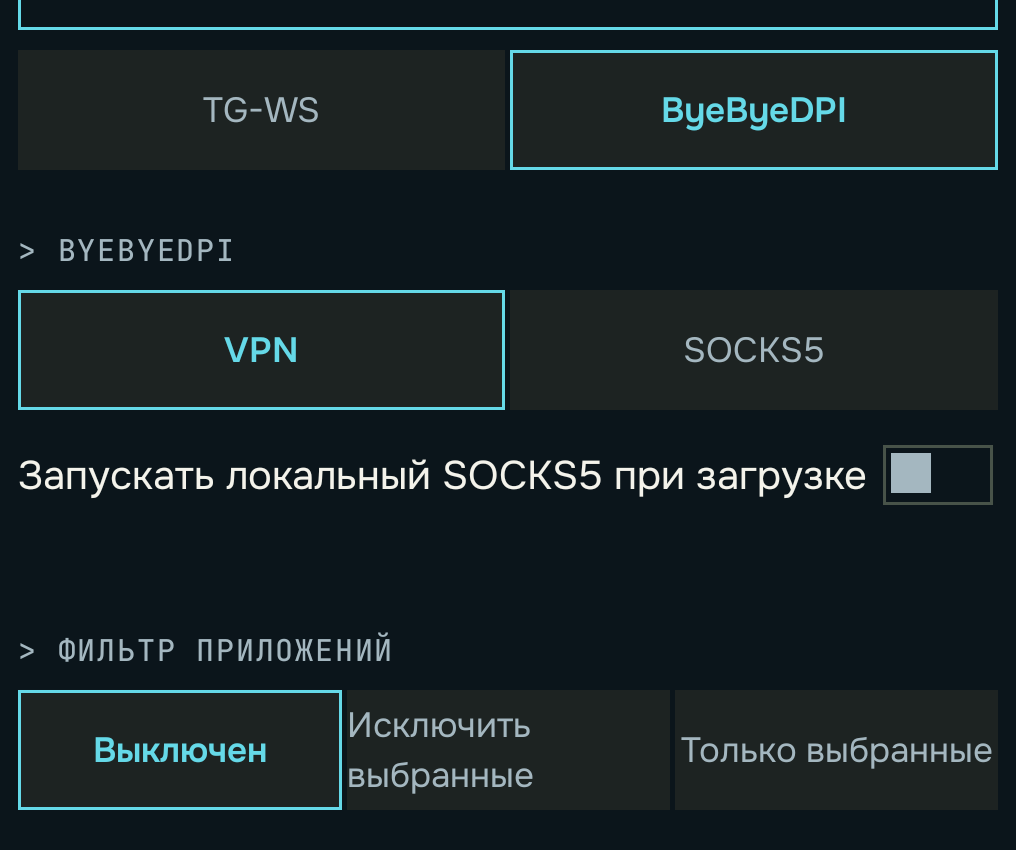 TG-WS
ByeByeDPI
> BYEBYEDPI
VPN
SOCKS5
Запускать локальный SOCKS5 при загрузке
> ФИЛЬТР ПРИЛОЖЕНИЙ
Выключен
Исключить
выбранные
Только выбранные